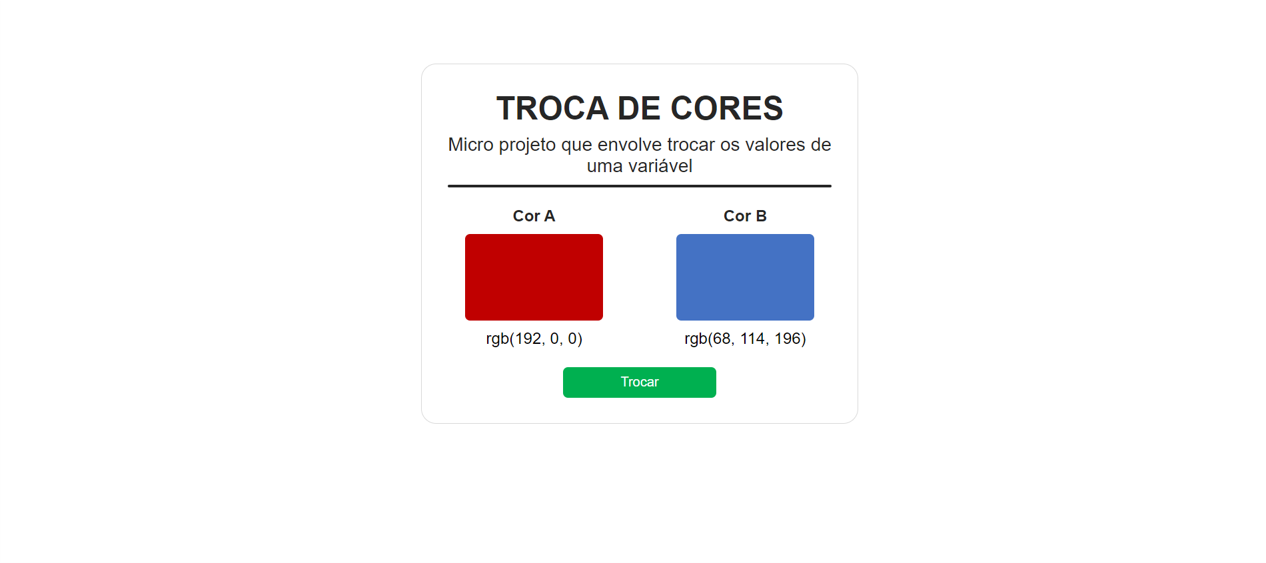 TROCA DE CORES
Micro projeto que envolve trocar os valores de
uma variável
Cor A
Cor B
rgb(192, 0, 0)
rgb(68, 114, 196)
Trocar